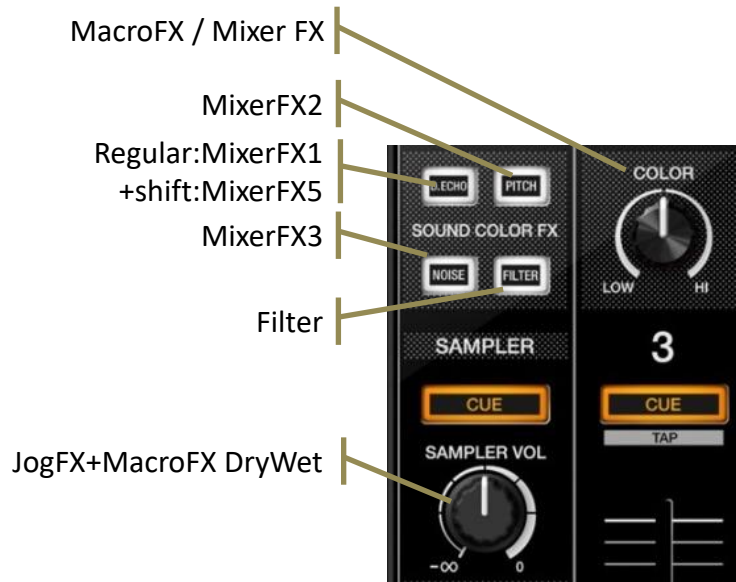 MacroFX / Mixer FX
MixerFX2
Regular:MixerFX1
+shift:MixerFX5
MixerFX3
Filter
JogFX+MacroFX DryWet
D.ECHO PITCH
COLOR
SOUND COLOR FX
NOISE FILTER
LOW HI
SAMPLER
3
CUE
CUE
TAP
SAMPLER VOL
-∞ 0